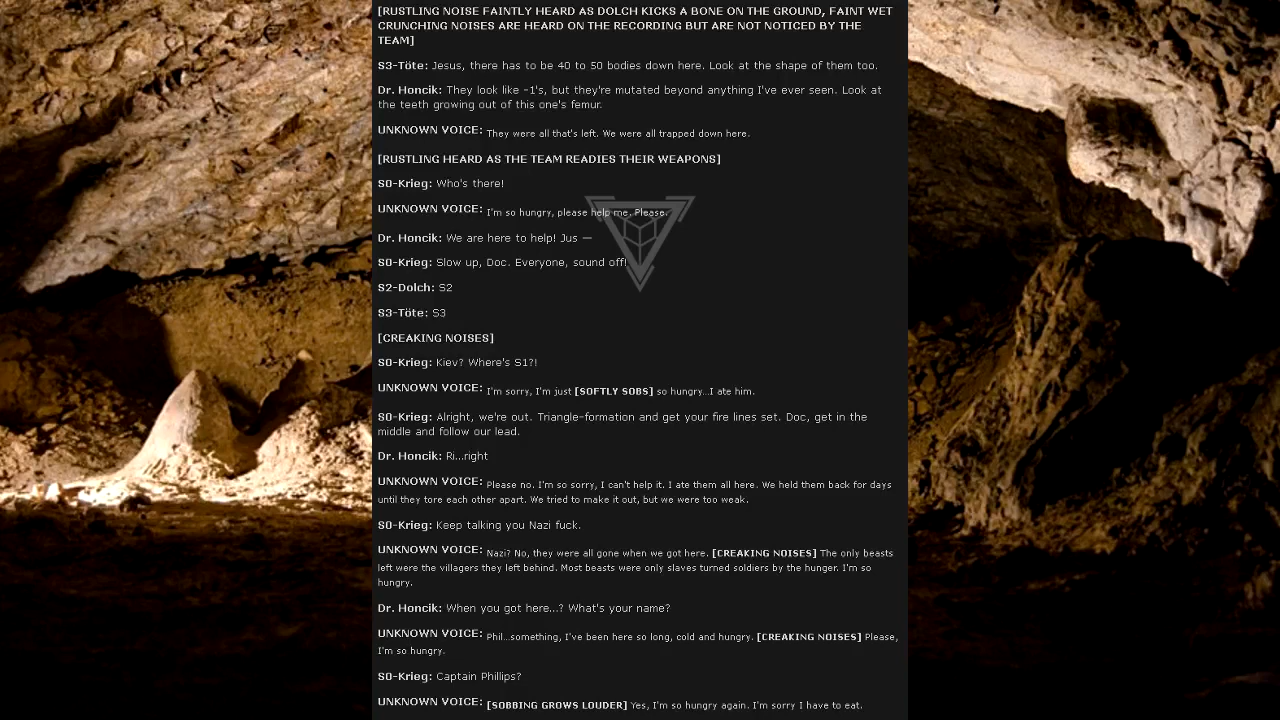 [RUSTLING NOISE FAINTLY HEARD AS DOLCH KICKS A BONE ON THE GROUND, FAINT WET
CRUNCHING NOISES ARE HEARD ON THE RECORDING BUT ARE NOT NOTICED BY THE
TEAM]
S3-Töte: Jesus, there has to be 40 to 50 bodies down here. Look at the shape of them too.
Dr. Honcik: They look like -1's, but they're mutated beyond anything I've ever seen. Look at
the teeth growing out of this one's femur.
UNKNOWN VOICE: They were all that's left. We were all trapped down here.
[RUSTLING HEARD AS THE TEAM READIES THEIR WEAPONS]
S0-Krieg: Who's there!
UNKNOWN VOICE: I'm so hungry, please help me. Please.
Dr. Honcik: We are here to help! Jus —
S0-Krieg: Slow up, Doc. Everyone, sound off!
S2-Dolch: S2
S3-Töte: S3
[CREAKING NOISES]
S0-Krieg: Kiev? Where's S1?!
UNKNOWN VOICE: I'm sorry, I'm just [SOFTLY SOBS] so hungry...I ate him.
S0-Krieg: Alright, we're out. Triangle-formation and get your fire lines set. Doc, get in the
middle and follow our lead.
Dr. Honcik: Ri...right
UNKNOWN VOICE: Please no. I'm so sorry, I can't help it. I ate them all here. We held them back for days
until they tore each other apart. We tried to make it out, but we were too weak.
S0-Krieg: Keep talking you Nazi fuck.
UNKNOWN VOICE: Nazi? No, they were all gone when we got here. [CREAKING NOISES] The only beasts
left were the villagers they left behind. Most beasts were only slaves turned soldiers by the hunger. I'm so
hungry.
Dr. Honcik: When you got here...? What's your name?
UNKNOWN VOICE: Phil...something, I've been here so long, cold and hungry. [CREAKING NOISES] Please,
I'm so hungry.
S0-Krieg: Captain Phillips?
UNKNOWN VOICE: [SOBBING GROWS LOUDER] Yes, I'm so hungry again. I'm sorry I have to eat.